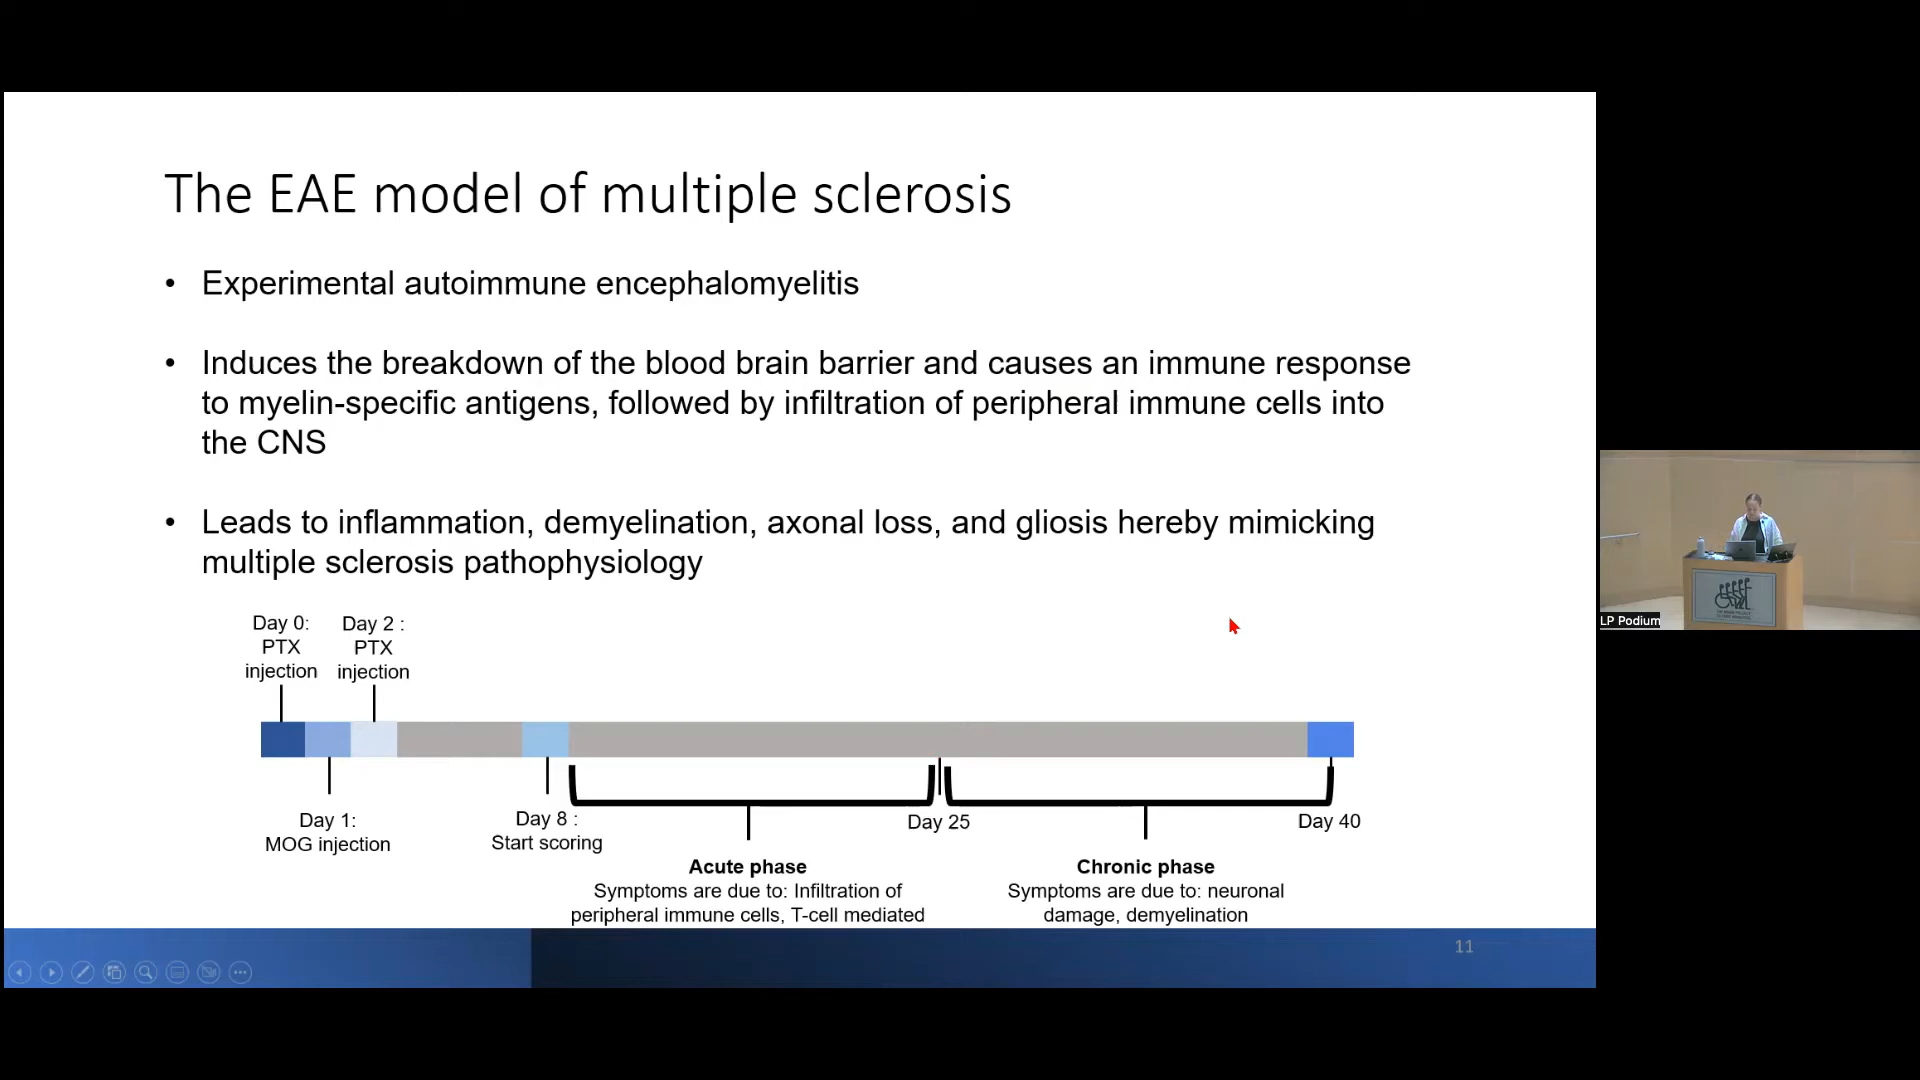 The EAE model of multiple sclerosis
• Experimental autoimmune encephalomyelitis
• Induces the breakdown of the blood brain barrier and causes an immune response
to myelin-specific antigens, followed by infiltration of peripheral immune cells into
the CNS
• Leads to inflammation, demyelination, axonal loss, and gliosis hereby mimicking
multiple sclerosis pathophysiology
Day 0:
PTX
injection
Day 2 :
PTX
injection
Day 1:
MOG injection
Day 8 :
Start scoring
Day 25
Day 40
Acute phase
Symptoms are due to: Infiltration of
peripheral immune cells, T-cell mediated
Chronic phase
Symptoms are due to: neuronal
damage, demyelination
11
LP Podium